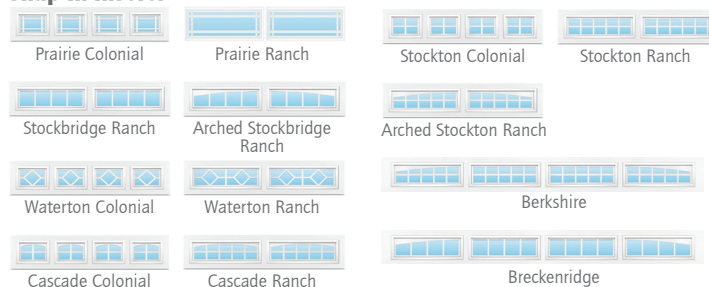 Prairie Colonial
Prairie Ranch
Stockton Colonial
Stockton Ranch
Stockbridge Ranch
Arched Stockbridge
Ranch
Arched Stockton Ranch
Waterton Colonial
Waterton Ranch
Berkshire
Cascade Colonial
Cascade Ranch
Breckenridge